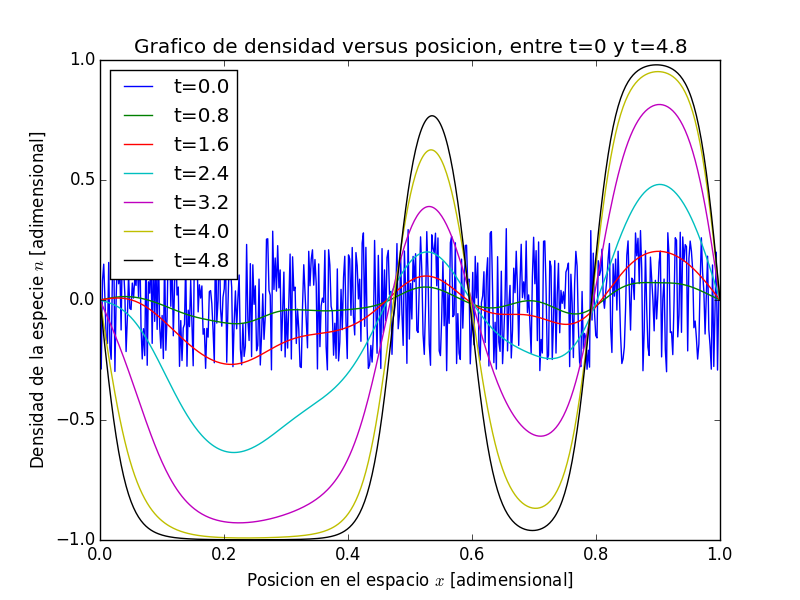 Grafico de densidad versus posicion, entre t=0 y t=4.8
1.0
0.5
0.0
−0.5
−1.0
Densidad de la especie n [adimensional]
t=0.0
t=0.8
t=1.6
t=2.4
t=3.2
t=4.0
t=4.8
0.0 0.2 0.4 0.6 0.8 1.0
Posicion en el espacio x [adimensional]